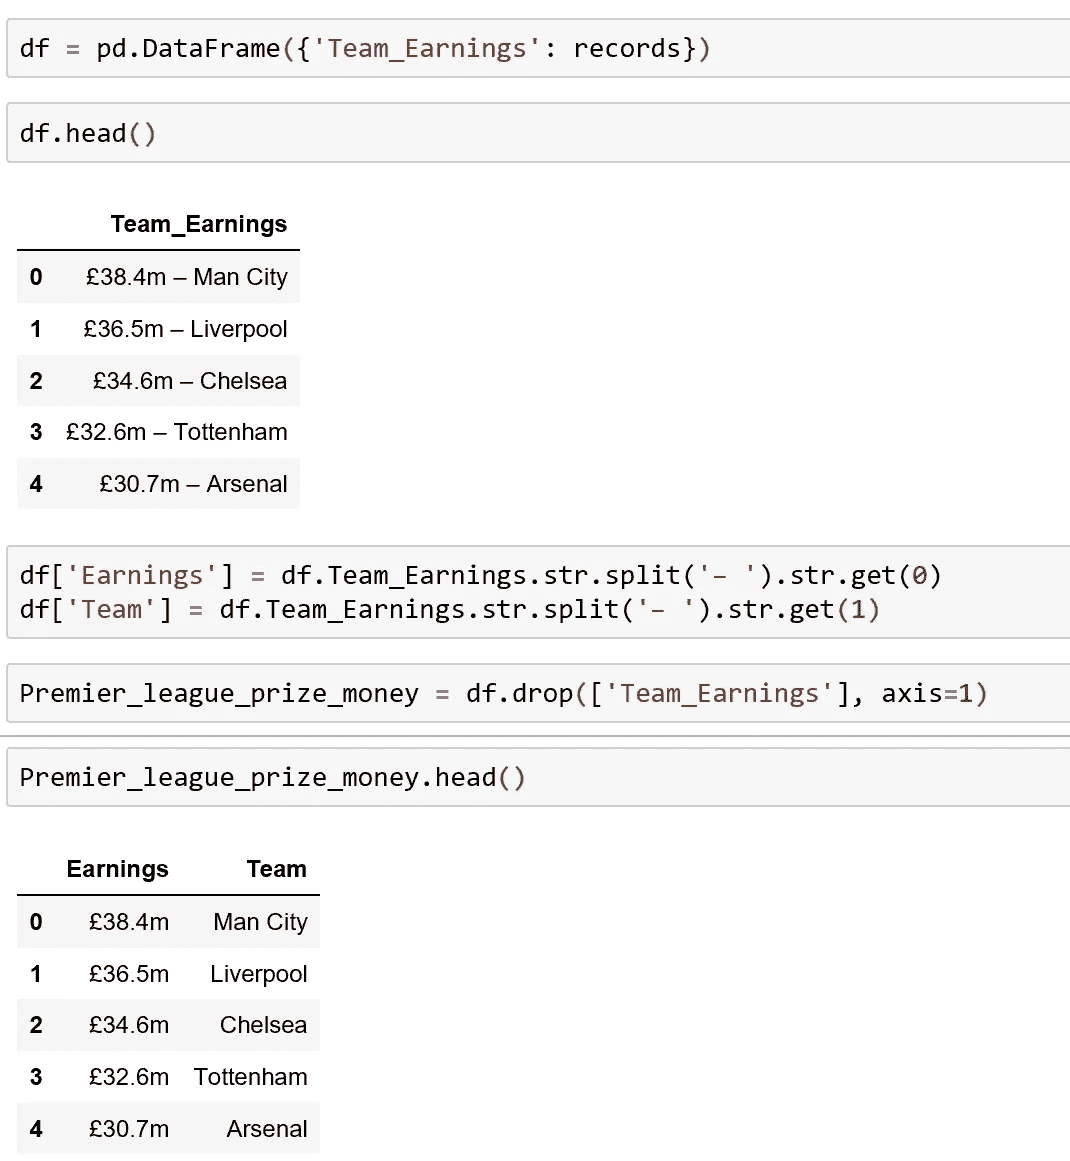 df = pd.DataFrame({'Team_Earnings': records})
df.head()
Team_Earnings
0 £38.4m – Man City
1 £36.5m – Liverpool
2 £34.6m – Chelsea
3 £32.6m – Tottenham
4 £30.7m – Arsenal
df['Earnings'] = df.Team_Earnings.str.split('– ').str.get(0)
df['Team'] = df.Team_Earnings.str.split('– ').str.get(1)
Premier_league_prize_money = df.drop(['Team_Earnings'], axis=1)
Premier_league_prize_money.head()
Earnings Team
0 £38.4m Man City
1 £36.5m Liverpool
2 £34.6m Chelsea
3 £32.6m Tottenham
4 £30.7m Arsenal